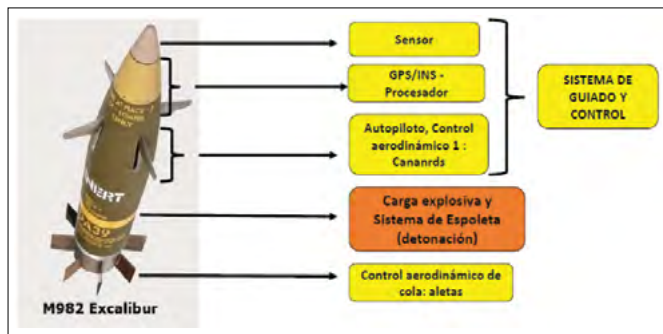 Sensor
GPS/INS -
Procesador
Autopiloto, Control
aerodinámico 1 :
Cananrds
SISTEMA DE
GUIADO Y
CONTROL
INERT
Carga explosiva y
Sistema de Espoleta
(detonación)
Control aerodinámico de
cola: aletas
M982 Excalibur